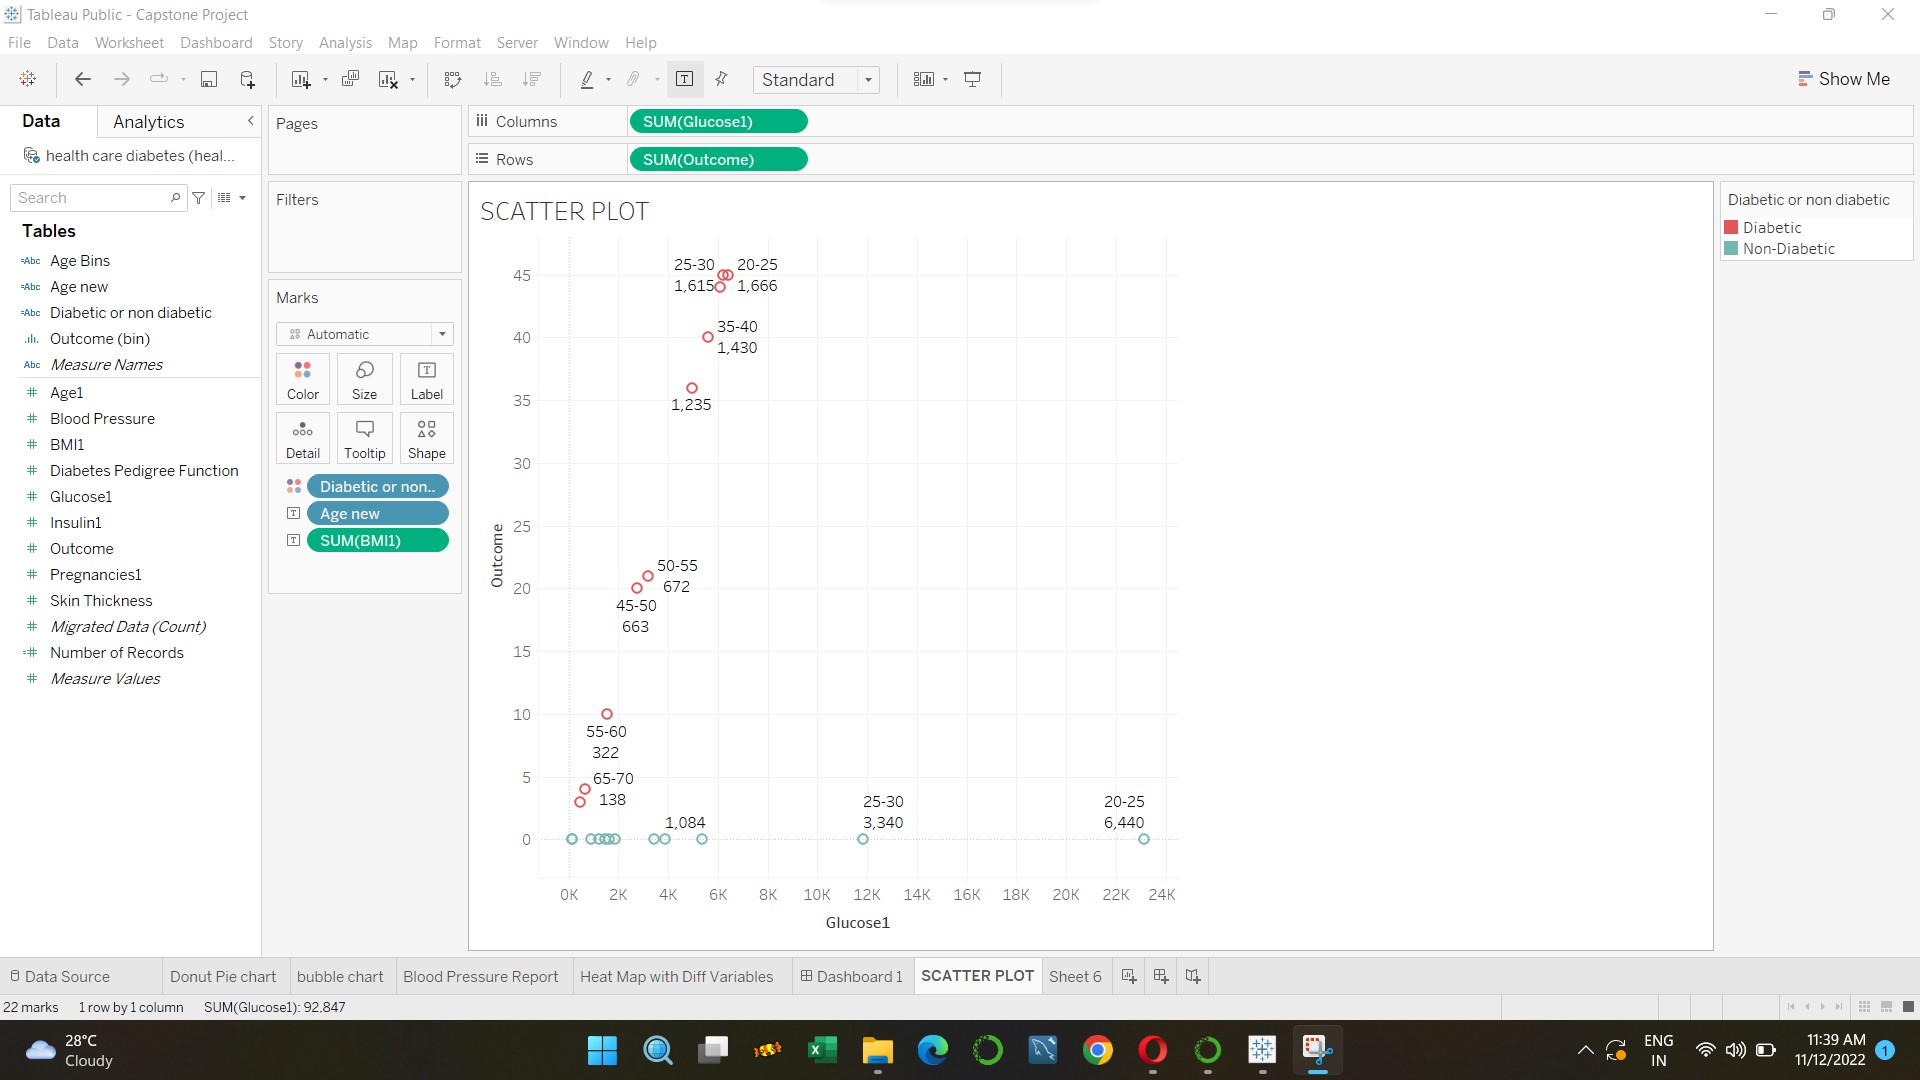 Tableau Public - Capstone Project
File Data Worksheet Dashboard Story Analysis Map Format Server Window Help
Standard
Show Me
Data
Analytics
health care diabetes (heal...
Search
Tables
=Abc Age Bins
=Abc Age new
=Abc Diabetic or non diabetic
Outcome (bin)
Abc Measure Names
# Age1
# Blood Pressure
# BMI1
# Diabetes Pedigree Function
# Glucose1
# Insulin1
# Outcome
# Pregnancies1
# Skin Thickness
# Migrated Data (Count)
=# Number of Records
# Measure Values
Pages
Filters
Marks
Automatic
Color Size Label
Detail Tooltip Shape
Diabetic or non..
Age new
SUM(BMI1)
Columns
SUM(Glucose1)
Rows
SUM(Outcome)
SCATTER PLOT
45
40
35
30
25
20
15
10
5
0
Outcome
25-30
1,615
20-25
1,666
35-40
1,430
1,235
50-55
672
45-50
663
55-60
322
65-70
138
1,084
25-30
3,340
20-25
6,440
0K 2K 4K 6K 8K 10K 12K 14K 16K 18K 20K 22K 24K
Glucose1
Diabetic or non diabetic
Diabetic
Non-Diabetic
Data Source
Donut Pie chart
bubble chart
Blood Pressure Report
Heat Map with Diff Variables
Dashboard 1
SCATTER PLOT
Sheet 6
22 marks 1 row by 1 column SUM(Glucose1): 92,847
28°C
Cloudy
ENG
IN
11:39 AM
11/12/2022
1